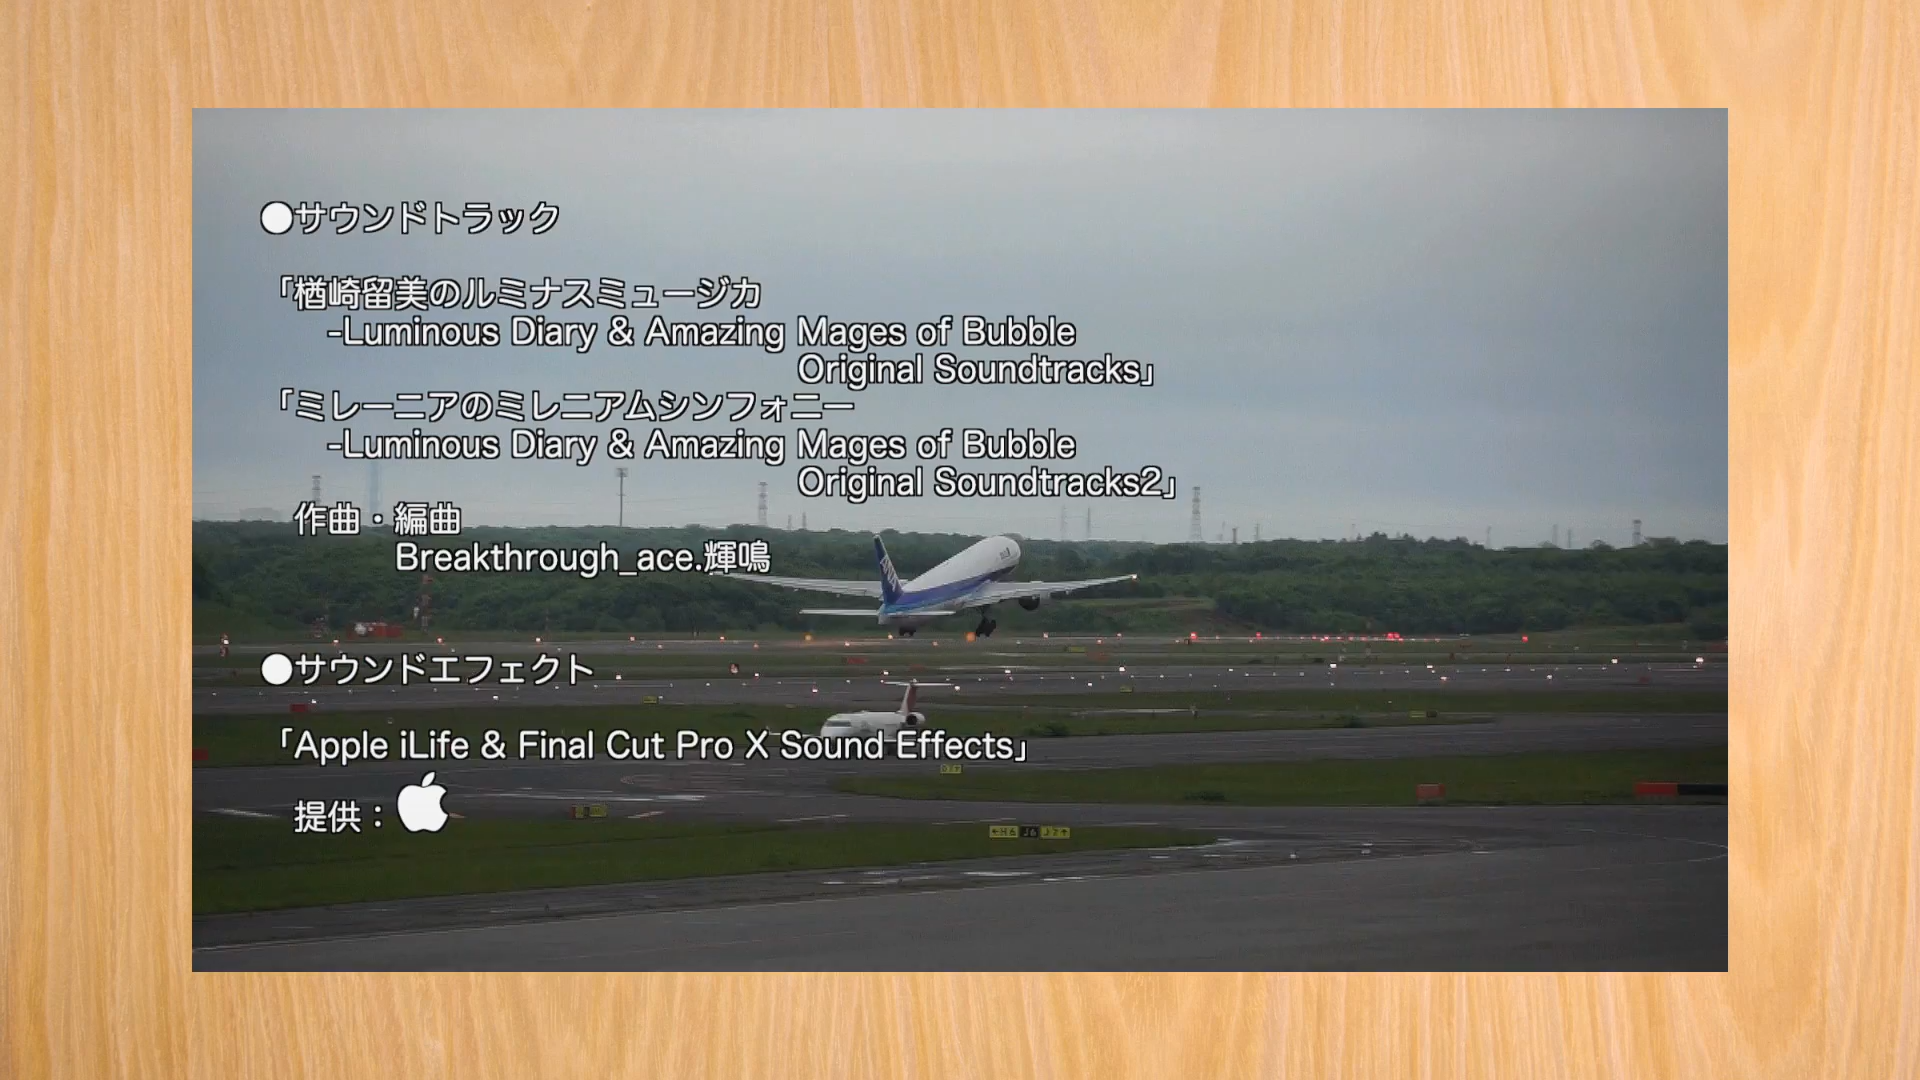 ●サウンドトラック
「楢崎留美のルミナスミュージカ
-Luminous Diary & Amazing Mages of Bubble
Original Soundtracks」
「ミレーニアのミレニアムシンフォニー
-Luminous Diary & Amazing Mages of Bubble
Original Soundtracks2」
作曲・編曲
Breakthrough_ace.輝鳴
ANA
●サウンドエフェクト
「Apple iLife & Final Cut Pro X Sound Effects」
提供：
←H6 J6 J7↑